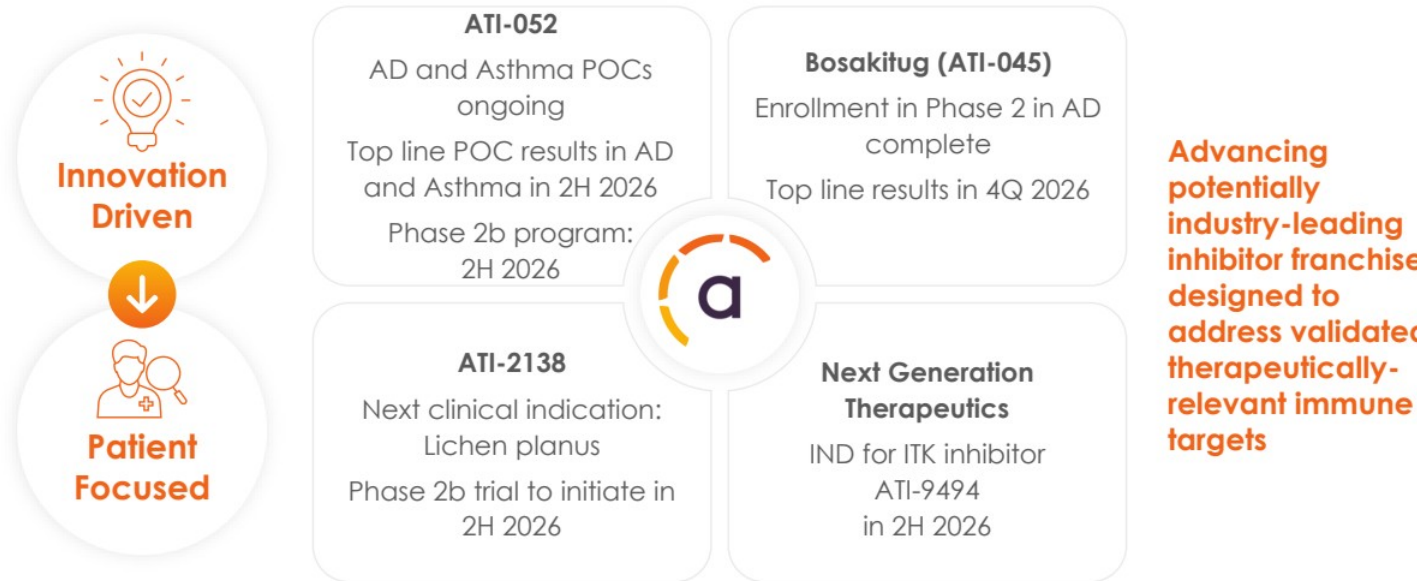 Innovation
Driven
Patient
Focused
ATI-052
AD and Asthma POCs
ongoing
Top line POC results in AD
and Asthma in 2H 2026
Phase 2b program:
2H 2026
Bosakitug (ATI-045)
Enrollment in Phase 2 in AD
complete
Top line results in 4Q 2026
a
ATI-2138
Next clinical indication:
Lichen planus
Phase 2b trial to initiate in
2H 2026
Next Generation
Therapeutics
IND for ITK inhibitor
ATI-9494
in 2H 2026
Advancing
potentially
industry-leading
inhibitor franchise
designed to
address validated
therapeutically-
relevant immune
targets